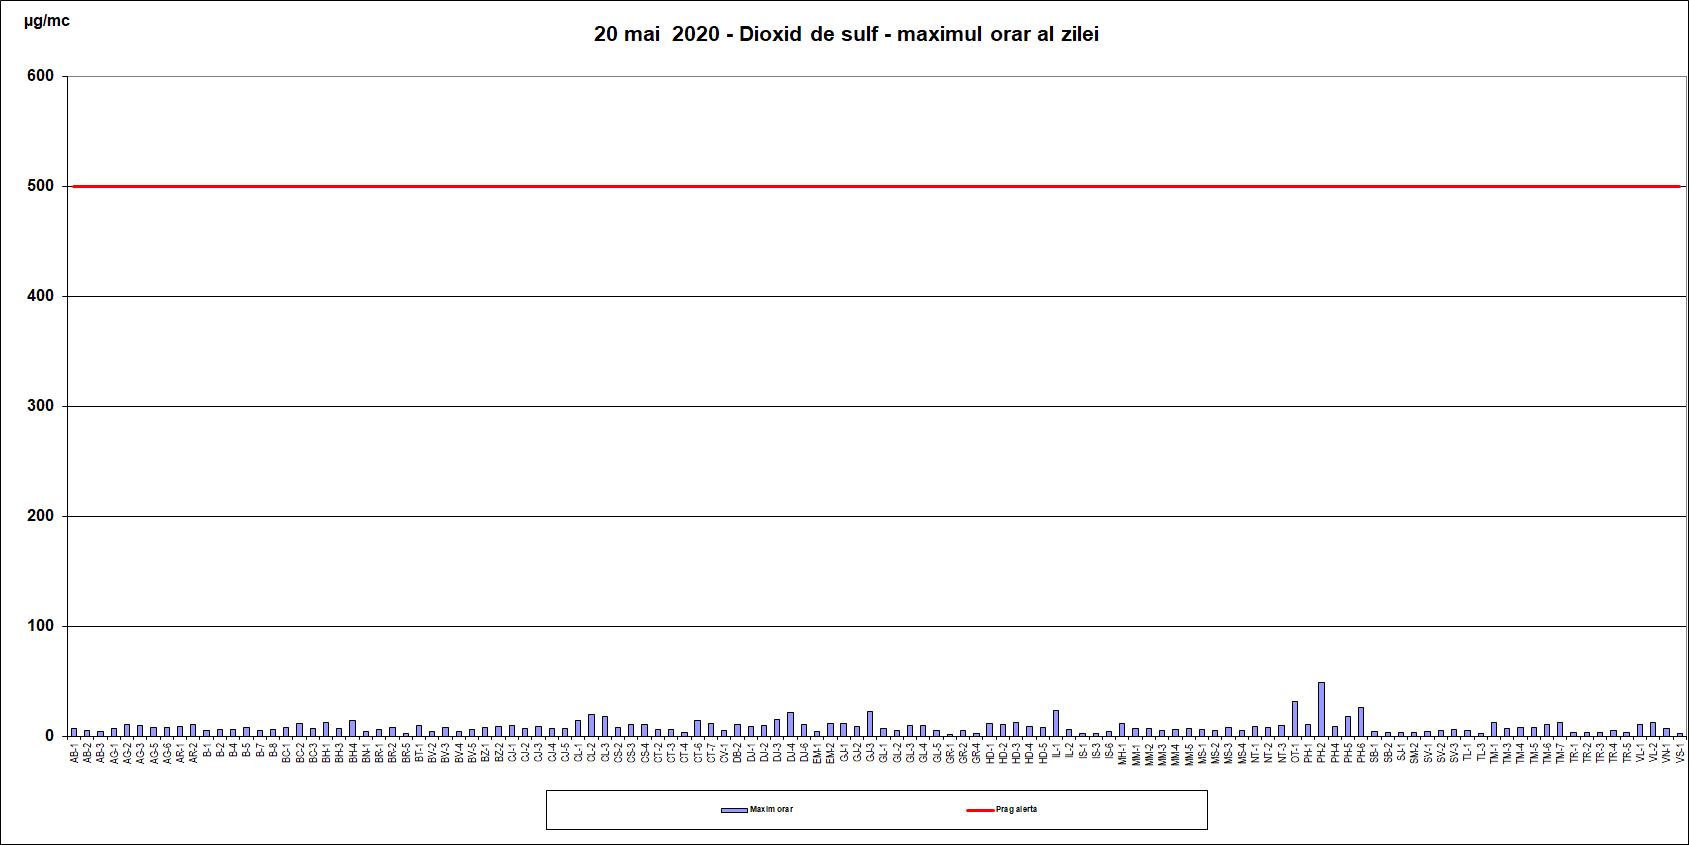 µg/mc
20 mai 2020 - Dioxid de sulf - maximul orar al zilei
600
500
400
300
200
100
0
AB-1 AB-2 AB-3 AG-1 AG-2 AG-3 AG-5 AG-6 AR-1 AR-2 B-1 B-2 B-4 B-5 B-7 B-8 BC-1 BC-2 BC-3 BH-1 BH-3 BH-4 BN-1 BR-1 BR-2 BR-5 BT-1 BV-2 BV-3 BV-4 BV-5 BZ-1 BZ-2 CJ-1 CJ-2 CJ-3 CJ-4 CJ-5 CL-1 CL-2 CL-3 CS-2 CS-3 CS-4 CT-2 CT-3 CT-4 CT-6 CT-7 CV-1 DB-2 DJ-1 DJ-2 DJ-3 DJ-4 DJ-6 EM-1 EM-2 GJ-1 GJ-2 GJ-3 GL-1 GL-2 GL-3 GL-4 GL-5 GR-1 GR-2 GR-4 HD-1 HD-2 HD-3 HD-4 HD-5 IL-1 IL-2 IS-1 IS-3 IS-6 MH-1 MM-1 MM-2 MM-3 MM-4 MM-5 MS-1 MS-2 MS-3 MS-4 NT-1 NT-2 NT-3 OT-1 PH-1 PH-2 PH-4 PH-5 PH-6 SB-1 SB-2 SJ-1 SM-2 SV-1 SV-2 SV-3 TL-1 TL-3 TM-1 TM-3 TM-4 TM-5 TM-6 TM-7 TR-1 TR-2 TR-3 TR-4 TR-5 VL-1 VL-2 VN-1 VS-1
Maxim orar Prag alerta